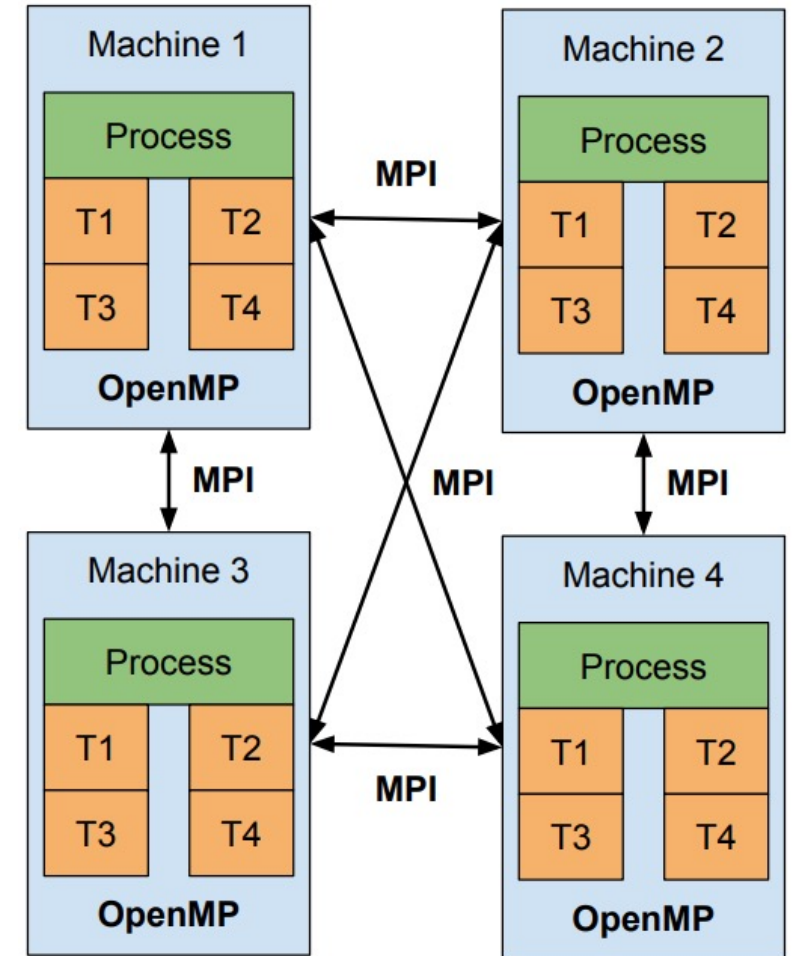 Machine 1
Process
T1 T2
T3 T4
OpenMP
MPI
Machine 2
Process
T1 T2
T3 T4
OpenMP
MPI
MPI
MPI
Machine 3
Process
T1 T2
T3 T4
OpenMP
MPI
Machine 4
Process
T1 T2
T3 T4
OpenMP